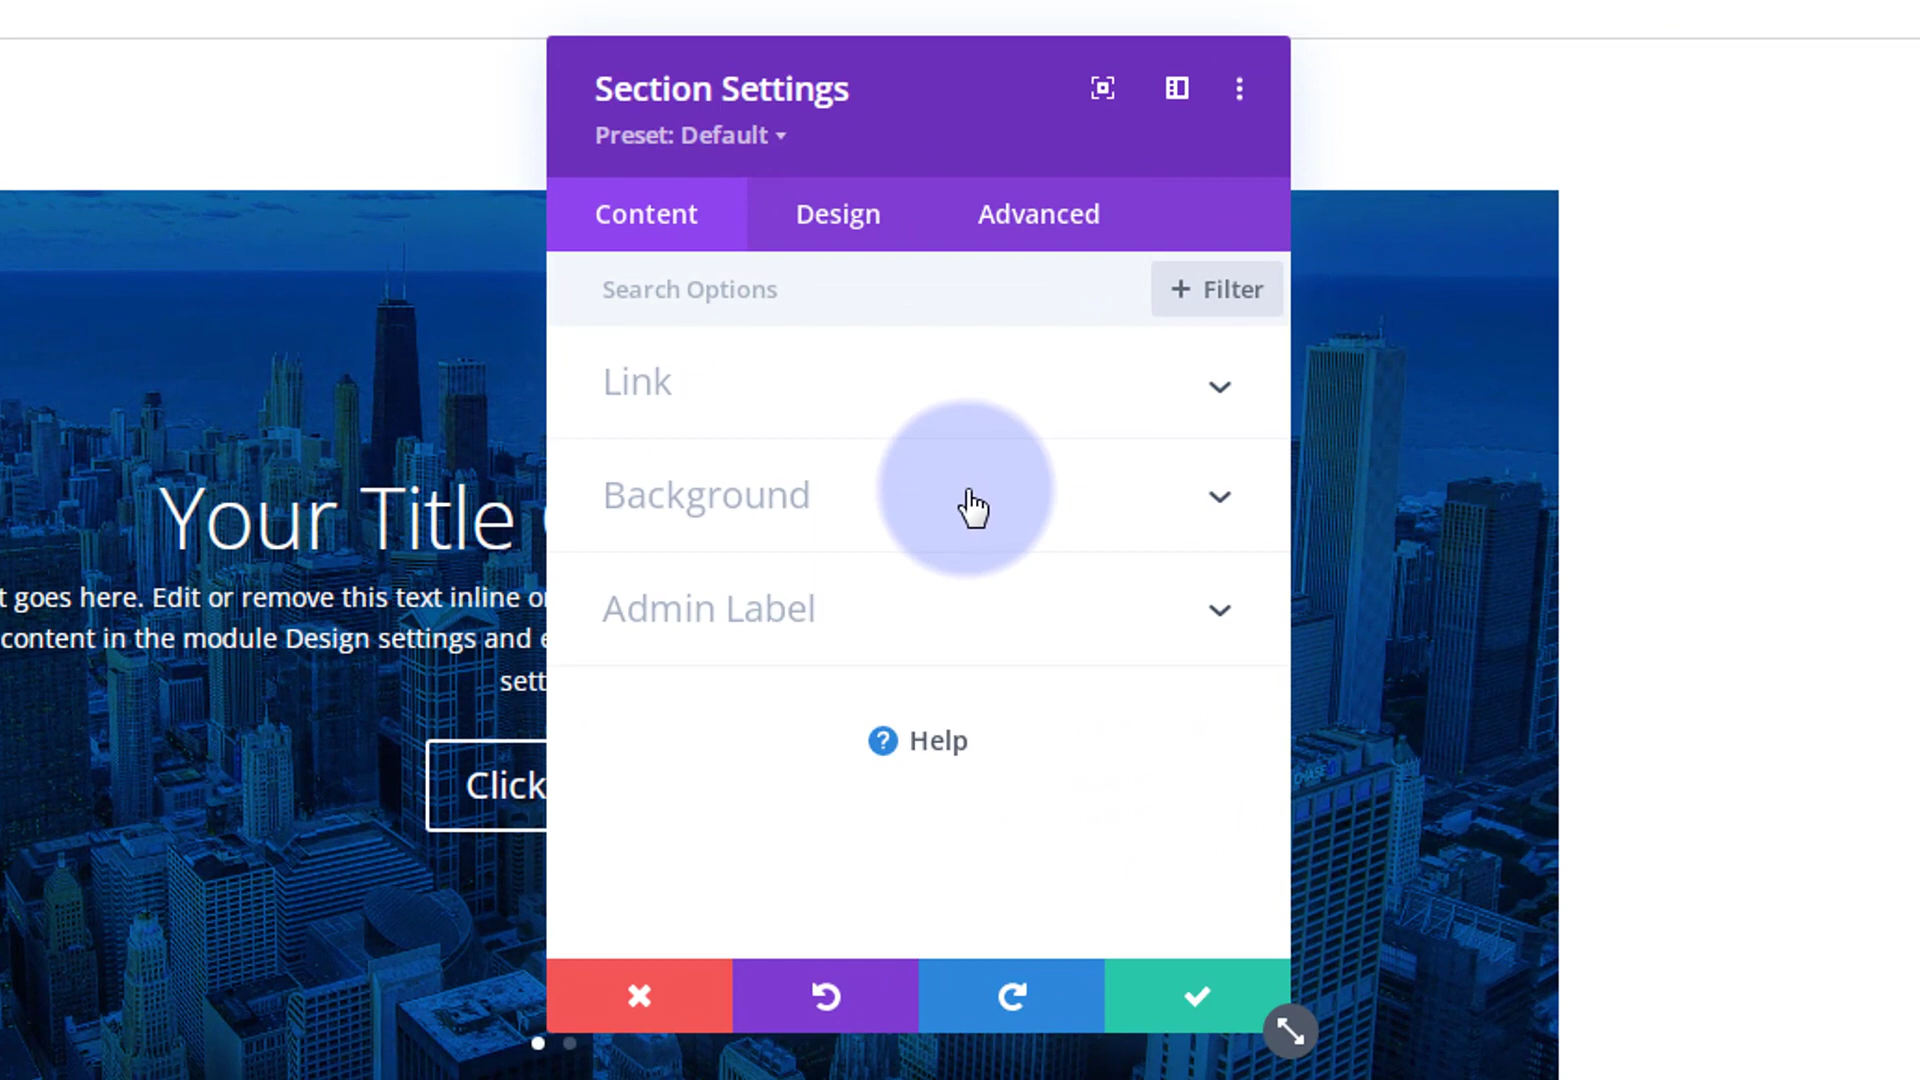 Section Settings
Preset: Default
Content Design Advanced
Search Options + Filter
Link
Background
Admin Label
? Help
Your Title
t goes here. Edit or remove this text inline
content in the module Design settings and
sett
Click
CHASE